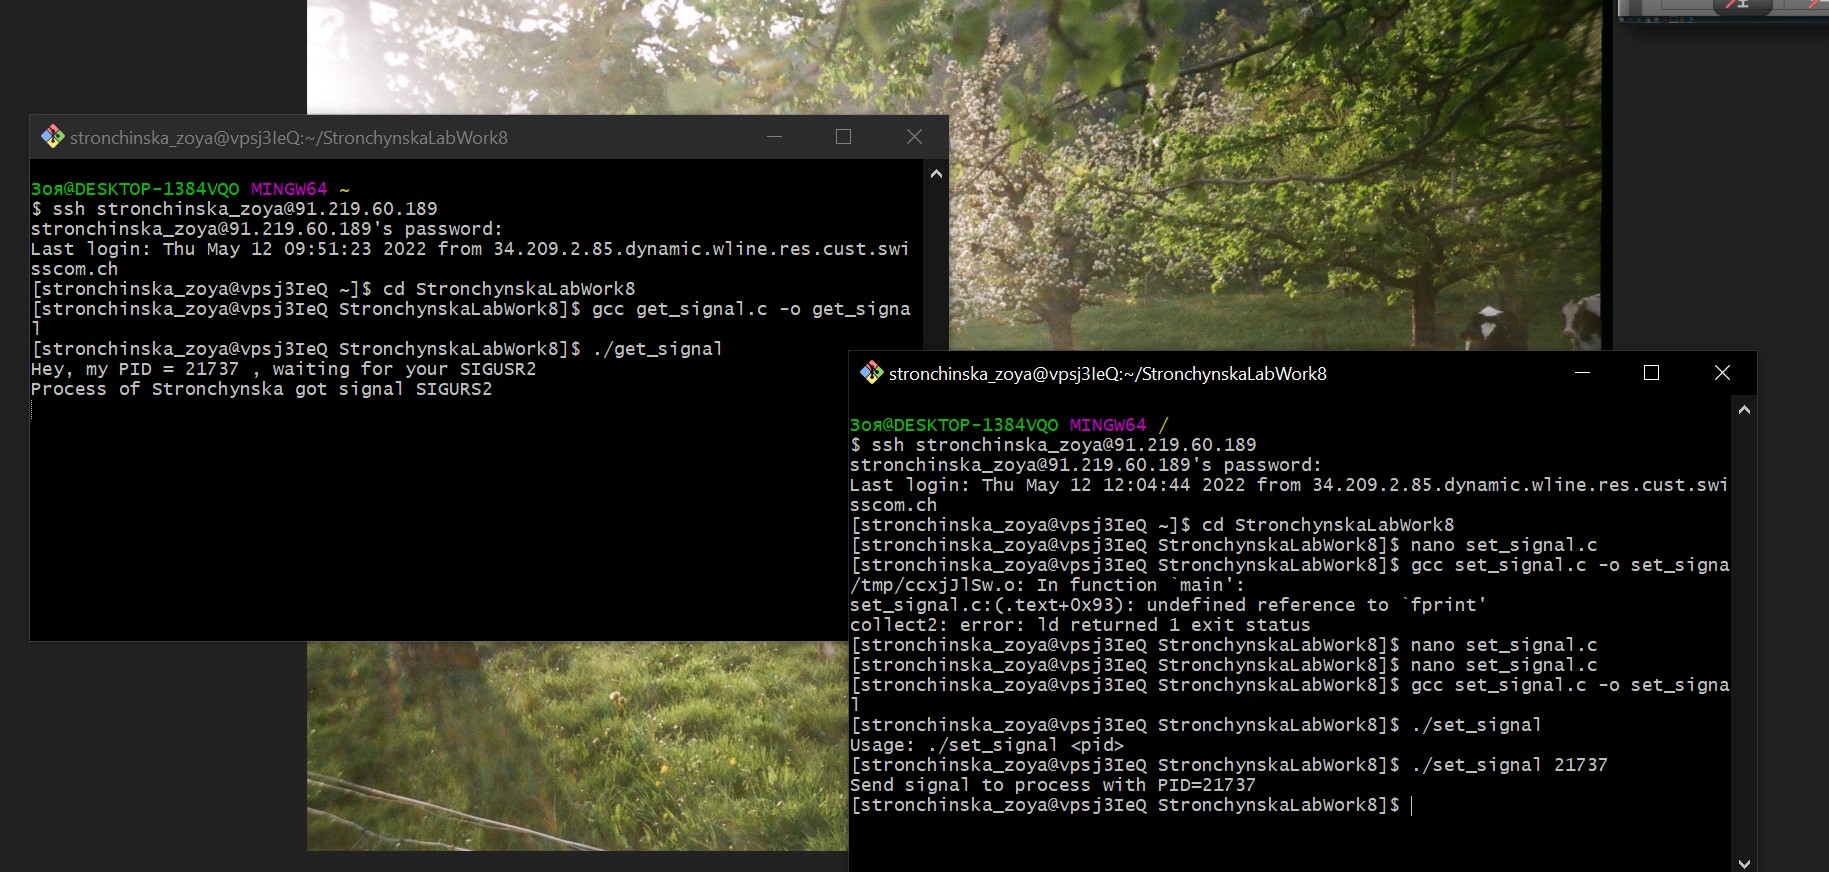 stronchinska_zoya@vpsj3IeQ:~/StronchynskaLabWork8
Зоя@DESKTOP-1384VQO MINGW64 ~
$ ssh stronchinska_zoya@91.219.60.189
stronchinska_zoya@91.219.60.189's password:
Last login: Thu May 12 09:51:23 2022 from 34.209.2.85.dynamic.wline.res.cust.swi
sscom.ch
[stronchinska_zoya@vpsj3IeQ ~]$ cd StronchynskaLabWork8
[stronchinska_zoya@vpsj3IeQ StronchynskaLabWork8]$ gcc get_signal.c -o get_signa
l
[stronchinska_zoya@vpsj3IeQ StronchynskaLabWork8]$ ./get_signal
Hey, my PID = 21737 , waiting for your SIGUSR2
Process of Stronchynska got signal SIGURS2
stronchinska_zoya@vpsj3IeQ:~/StronchynskaLabWork8
Зоя@DESKTOP-1384VQO MINGW64 /
$ ssh stronchinska_zoya@91.219.60.189
stronchinska_zoya@91.219.60.189's password:
Last login: Thu May 12 12:04:44 2022 from 34.209.2.85.dynamic.wline.res.cust.swi
sscom.ch
[stronchinska_zoya@vpsj3IeQ ~]$ cd StronchynskaLabWork8
[stronchinska_zoya@vpsj3IeQ StronchynskaLabWork8]$ nano set_signal.c
[stronchinska_zoya@vpsj3IeQ StronchynskaLabWork8]$ gcc set_signal.c -o set_signa
/tmp/ccxjJlSw.o: In function `main':
set_signal.c:(.text+0x93): undefined reference to `fprint'
collect2: error: ld returned 1 exit status
[stronchinska_zoya@vpsj3IeQ StronchynskaLabWork8]$ nano set_signal.c
[stronchinska_zoya@vpsj3IeQ StronchynskaLabWork8]$ nano set_signal.c
[stronchinska_zoya@vpsj3IeQ StronchynskaLabWork8]$ gcc set_signal.c -o set_signa
l
[stronchinska_zoya@vpsj3IeQ StronchynskaLabWork8]$ ./set_signal
Usage: ./set_signal <pid>
[stronchinska_zoya@vpsj3IeQ StronchynskaLabWork8]$ ./set_signal 21737
Send signal to process with PID=21737
[stronchinska_zoya@vpsj3IeQ StronchynskaLabWork8]$